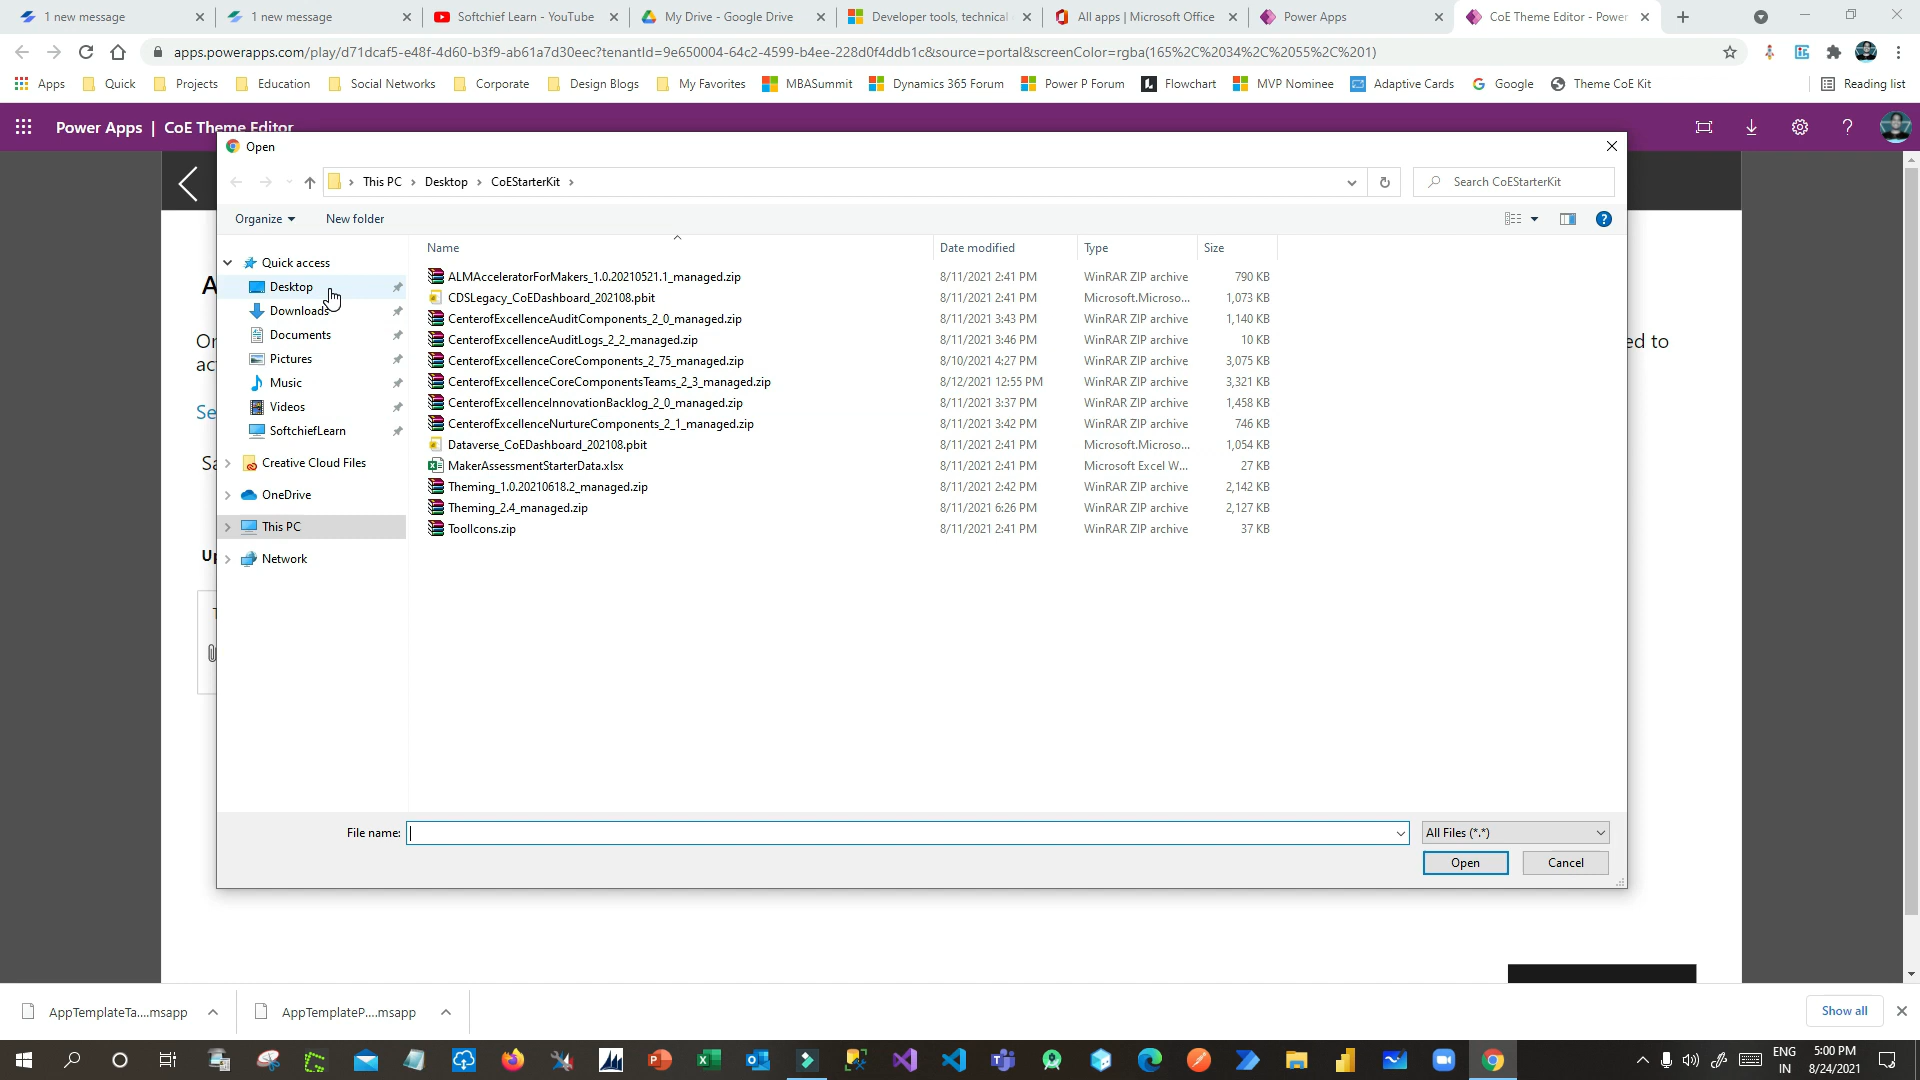 1 new message
1 new message
Softchief Learn - YouTube
My Drive - Google Drive
Developer tools, technical
All apps | Microsoft Office
Power Apps
CoE Theme Editor - Power
apps.powerapps.com/play/d71dcaf5-e48f-4d60-b3f9-ab61a7d30eec?tenantId=9e650004-64c2-4599-b4ee-228d0f4ddb1c&source=portal&screenColor=rgba(165%2C%2034%2C%2055%2C%201)
Apps Quick Projects Education Social Networks Corporate Design Blogs My Favorites MBASummit Dynamics 365 Forum Power P Forum Flowchart MVP Nominee Adaptive Cards Google Theme CoE Kit Reading list
Power Apps | CoE Theme Editor
Open
This PC > Desktop > CoEStarterKit >
Search CoEStarterKit
Organize New folder
Name Date modified Type Size
Quick access
Desktop
Downloads
Documents
Pictures
Music
Videos
SoftchiefLearn
Creative Cloud Files
OneDrive
This PC
Network
ALMAcceleratorForMakers_1.0.20210521.1_managed.zip 8/11/2021 2:41 PM WinRAR ZIP archive 790 KB
CDSLegacy_CoEDashboard_202108.pbit 8/11/2021 2:41 PM Microsoft.Microso... 1,073 KB
CenterofExcellenceAuditComponents_2_0_managed.zip 8/11/2021 3:43 PM WinRAR ZIP archive 1,140 KB
CenterofExcellenceAuditLogs_2_2_managed.zip 8/11/2021 3:46 PM WinRAR ZIP archive 10 KB
CenterofExcellenceCoreComponents_2_75_managed.zip 8/10/2021 4:27 PM WinRAR ZIP archive 3,075 KB
CenterofExcellenceCoreComponentsTeams_2_3_managed.zip 8/12/2021 12:55 PM WinRAR ZIP archive 3,321 KB
CenterofExcellenceInnovationBacklog_2_0_managed.zip 8/11/2021 3:37 PM WinRAR ZIP archive 1,458 KB
CenterofExcellenceNurtureComponents_2_1_managed.zip 8/11/2021 3:42 PM WinRAR ZIP archive 746 KB
Dataverse_CoEDashboard_202108.pbit 8/11/2021 2:41 PM Microsoft.Microso... 1,054 KB
MakerAssessmentStarterData.xlsx 8/11/2021 2:41 PM Microsoft Excel W... 27 KB
Theming_1.0.20210618.2_managed.zip 8/11/2021 2:42 PM WinRAR ZIP archive 2,142 KB
Theming_2.4_managed.zip 8/11/2021 6:26 PM WinRAR ZIP archive 2,127 KB
ToolIcons.zip 8/11/2021 2:41 PM WinRAR ZIP archive 37 KB
ed to
File name:
All Files (*.*)
Open Cancel
AppTemplateTa....msapp
AppTemplateP....msapp
Show all
ENG
IN
5:00 PM
8/24/2021